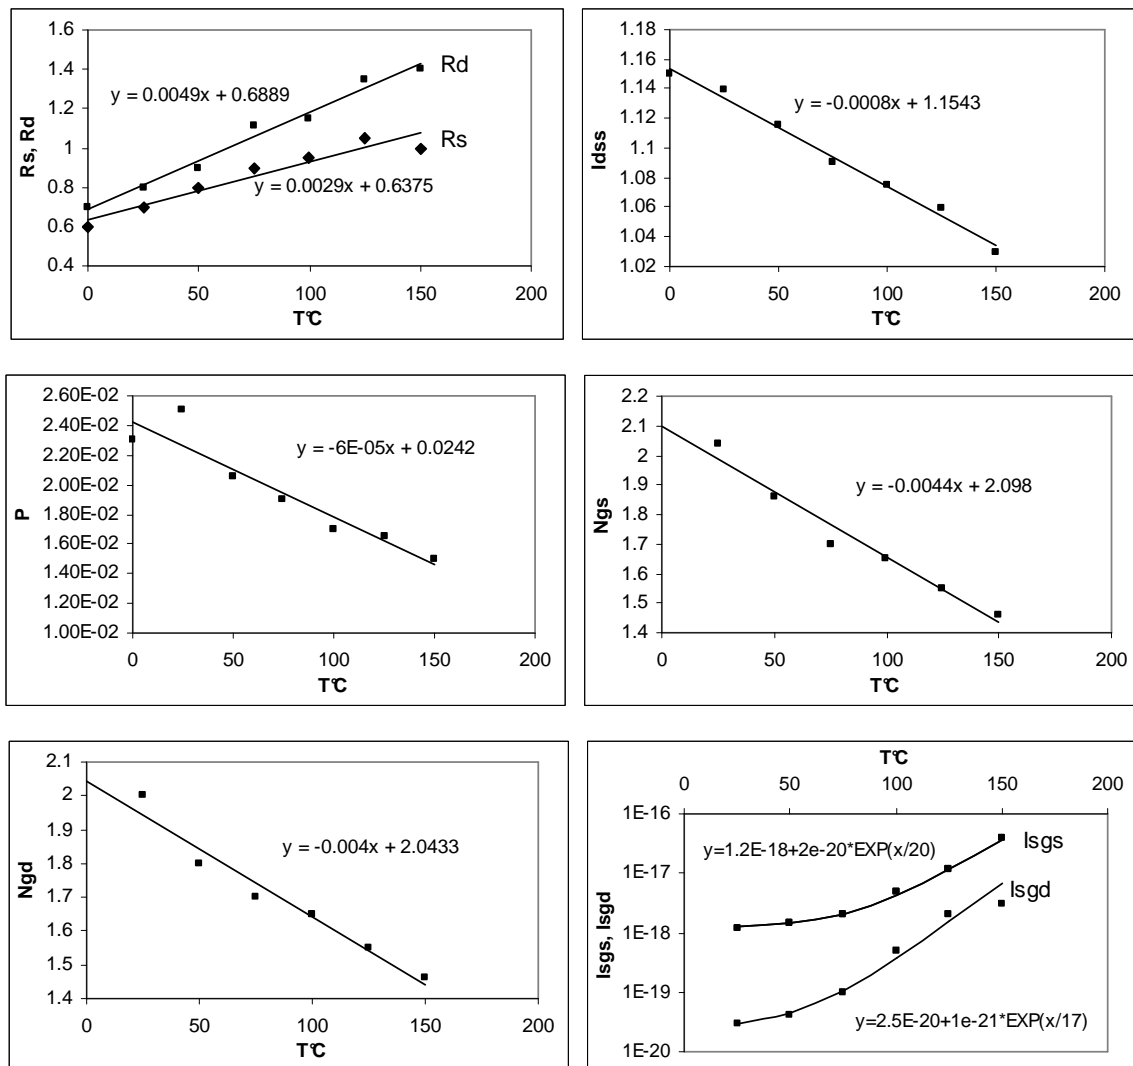 1.6
1.4
1.2
1
0.8
0.6
0.4
Rs, Rd
Rd
y = 0.0049x + 0.6889
Rs
y = 0.0029x + 0.6375
0 50 100 150 200
T°C
1.18
1.16
1.14
1.12
1.10
1.08
1.06
1.04
1.02
Idss
y = -0.0008x + 1.1543
0 50 100 150 200
T°C
2.60E-02
2.40E-02
2.20E-02
2.00E-02
1.80E-02
1.60E-02
1.40E-02
1.20E-02
1.00E-02
P
y = -6E-05x + 0.0242
0 50 100 150 200
T°C
2.2
2.1
2
1.9
1.8
1.7
1.6
1.5
1.4
Ngs
y = -0.0044x + 2.098
0 50 100 150 200
T°C
2.1
2
1.9
1.8
1.7
1.6
1.5
1.4
Ngd
y = -0.004x + 2.0433
0 50 100 150 200
T°C
T°C
0 50 100 150 200
1E-16
1E-17
1E-18
1E-19
1E-20
Isgs, Isgd
y=1.2E-18+2e-20*EXP(x/20)
Isgs
Isgd
y=2.5E-20+1e-21*EXP(x/17)